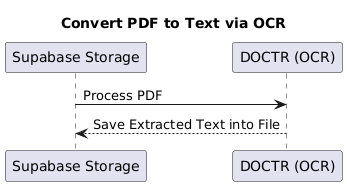 Convert PDF to Text via OCR
Supabase Storage DOCTR (OCR)
Process PDF
Save Extracted Text into File
Supabase Storage DOCTR (OCR)